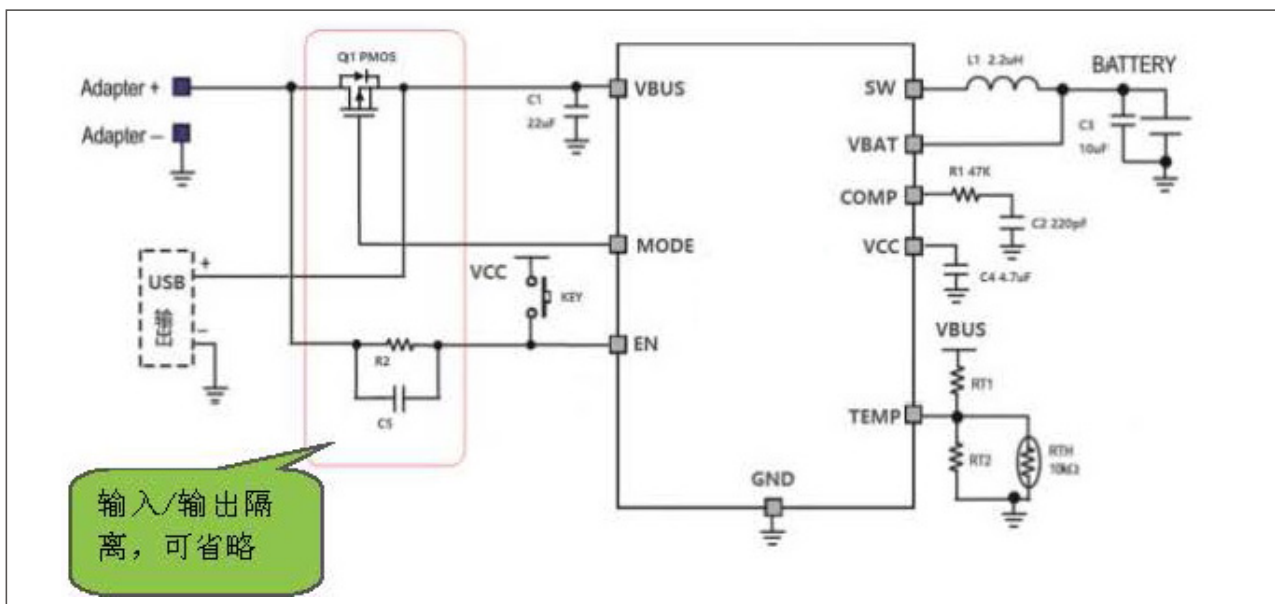 Q1 PMOS
Adapter +
Adapter —
VBUS
C1
22uF
MODE
VCC
KEY
EN
R2
C5
USB
输出
+
–
输入/输出隔
离，可省略
SW
L1 2.2uH
BATTERY
VBAT
C3
10uF
COMP
R1 47K
C2 220pF
VCC
C4 4.7uF
VBUS
RT1
TEMP
RT2
RTH
10kΩ
GND